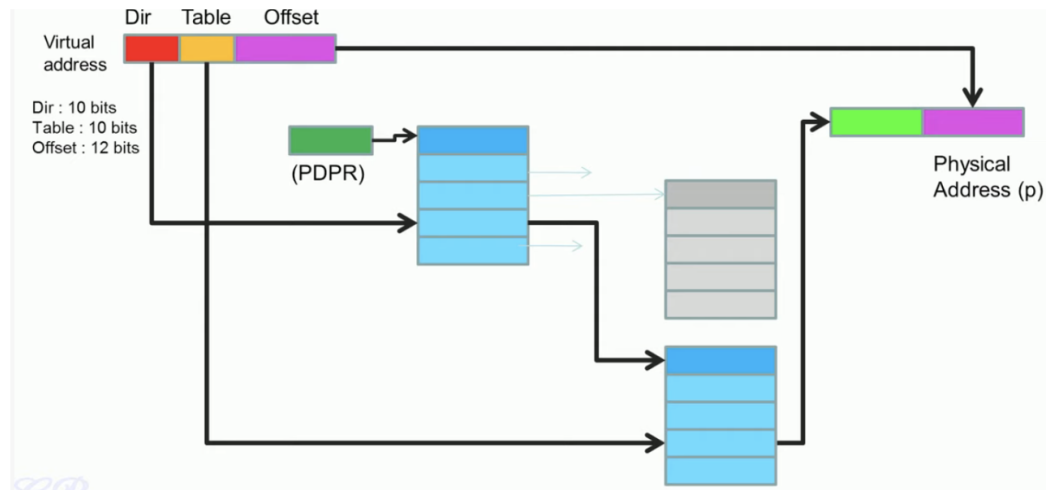 Dir Table Offset
Virtual
address
Dir : 10 bits
Table : 10 bits
Offset : 12 bits
(PDPR)
Physical
Address (p)